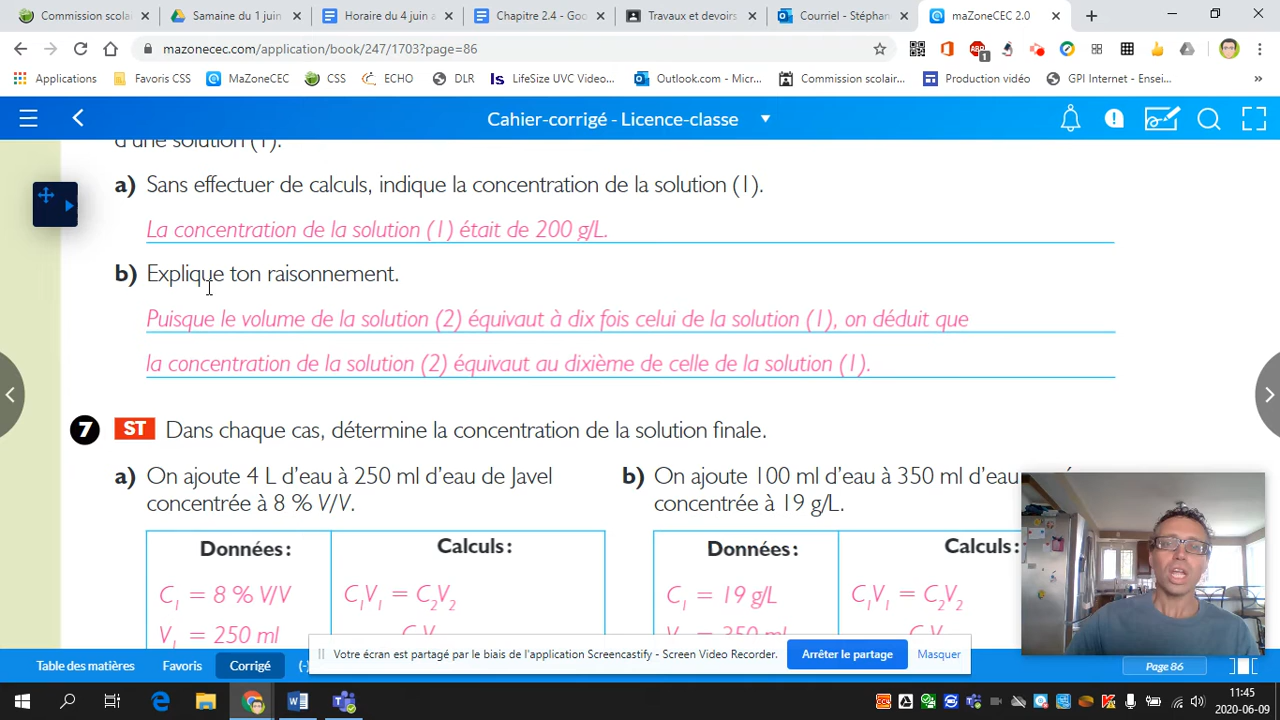 Commission scolai
Samaine du 1 juin
Horaire du 4 juin a
Chapitre 2.4 - Goo
Travaux et devoirs
Courriel - Stéphan
maZoneCEC 2.0
mazonecec.com/application/book/247/1703?page=86
Applications
Favoris CSS
MaZoneCEC
CSS
ECHO
DLR
LifeSize UVC Video...
Outlook.com - Micr...
Commission scolair...
Production vidéo
GPI Internet - Ensei...
Cahier-corrigé - Licence-classe
d'une solution (1).
a) Sans effectuer de calculs, indique la concentration de la solution (1).
La concentration de la solution (1) était de 200 g/L.
b) Explique ton raisonnement.
Puisque le volume de la solution (2) équivaut à dix fois celui de la solution (1), on déduit que
la concentration de la solution (2) équivaut au dixième de celle de la solution (1).
7 ST Dans chaque cas, détermine la concentration de la solution finale.
a) On ajoute 4 L d'eau à 250 ml d'eau de Javel
concentrée à 8 % V/V.
b) On ajoute 100 ml d'eau à 350 ml d'eau
concentrée à 19 g/L.
Données :
Calculs :
C1 = 8 % V/V
C1V1 = C2V2
V1 = 250 ml
Données :
Calculs :
C1 = 19 g/L
C1V1 = C2V2
350 ml
Votre écran est partagé par le biais de l'application Screencastify - Screen Video Recorder.
Arrêter le partage
Masquer
Table des matières
Favoris
Corrigé
Page 86
11:45
2020-06-09